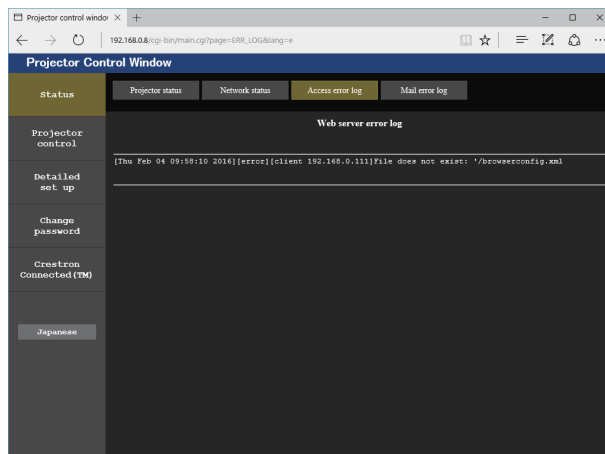 Projector control windo
192.168.0.8/cgi-bin/main.cgi?page=ERR_LOG&lang=e
Projector Control Window
Status
Projector status
Network status
Access error log
Mail error log
Web server error log
[Thu Feb 04 09:58:10 2016][error][client 192.168.0.111]File does not exist: '/browserconfig.xml
Projector
control
Detailed
set up
Change
password
Crestron
Connected(TM)
Japanese